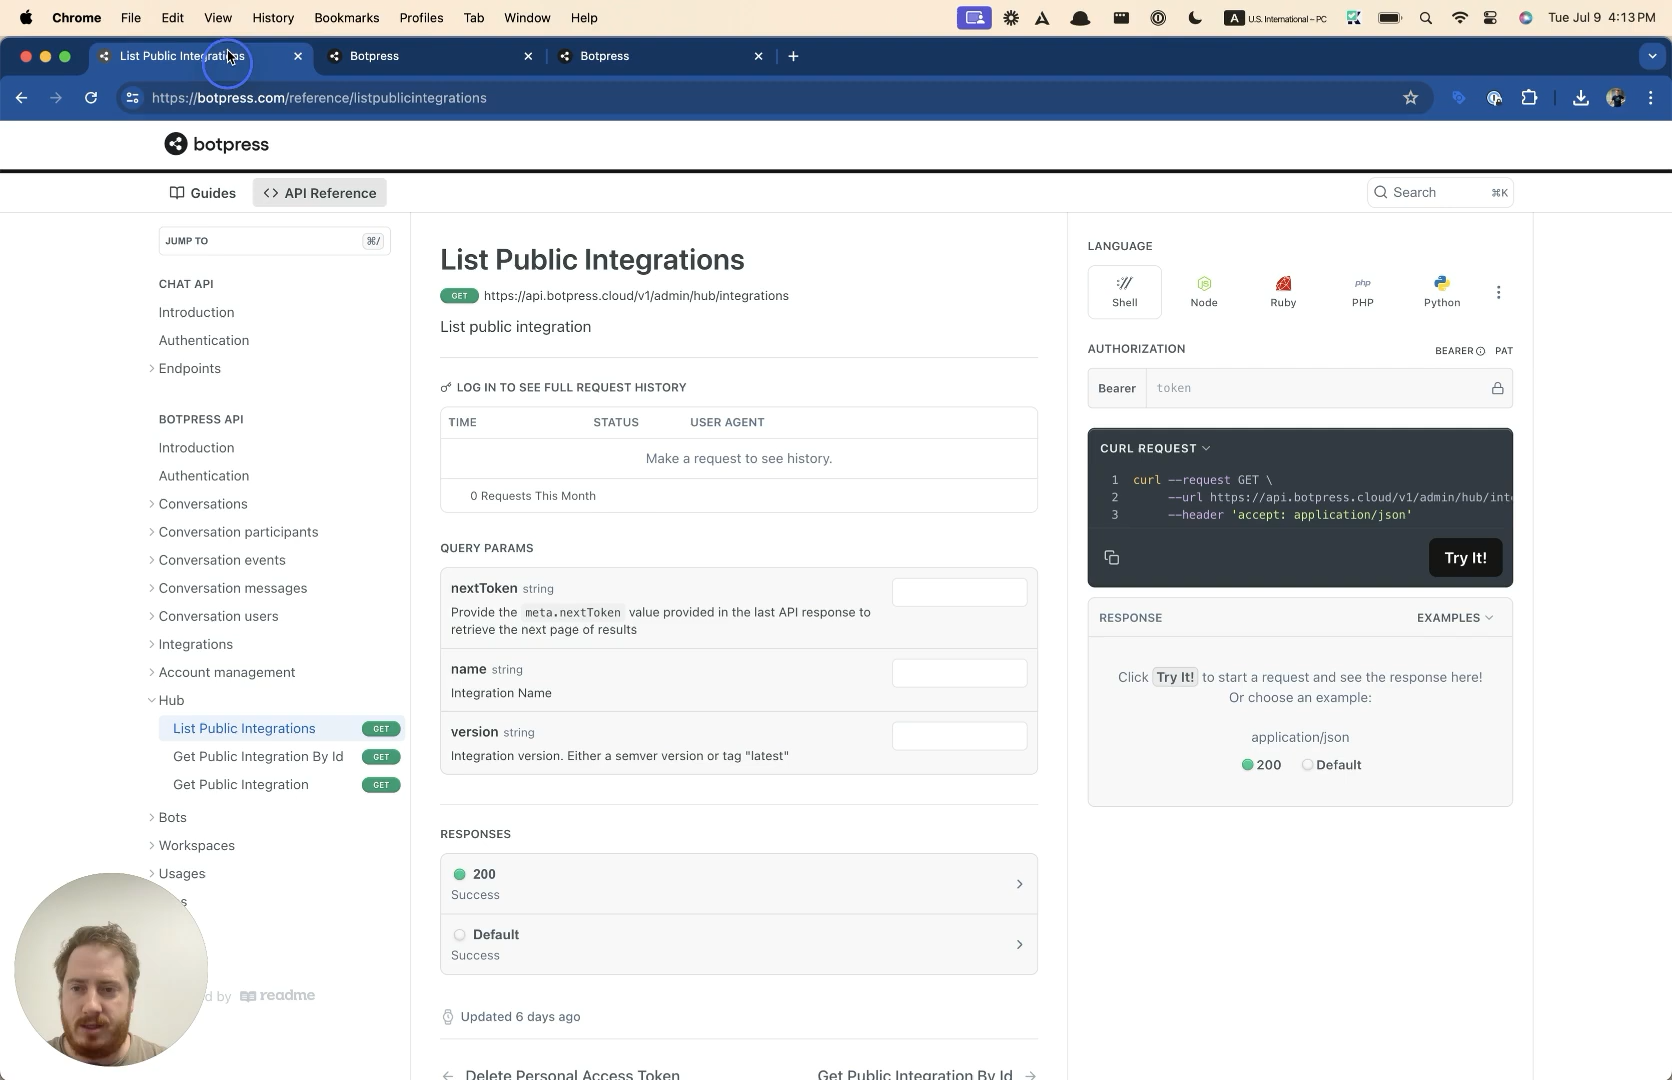 Chrome File Edit View History Bookmarks Profiles Tab Window Help
A U.S. International – PC
Tue Jul 9 4:13 PM
List Public Integrations
Botpress
Botpress
https://botpress.com/reference/listpublicintegrations
botpress
Guides
API Reference
Search ⌘K
JUMP TO ⌘/
CHAT API
Introduction
Authentication
Endpoints
BOTPRESS API
Introduction
Authentication
Conversations
Conversation participants
Conversation events
Conversation messages
Conversation users
Integrations
Account management
Hub
List Public Integrations GET
Get Public Integration By Id GET
Get Public Integration GET
Bots
Workspaces
Usages
s
d by readme
List Public Integrations
GET https://api.botpress.cloud/v1/admin/hub/integrations
List public integration
LOG IN TO SEE FULL REQUEST HISTORY
TIME STATUS USER AGENT
Make a request to see history.
0 Requests This Month
QUERY PARAMS
nextToken string
Provide the meta.nextToken value provided in the last API response to
retrieve the next page of results
name string
Integration Name
version string
Integration version. Either a semver version or tag "latest"
RESPONSES
200
Success
Default
Success
Updated 6 days ago
← Delete Personal Access Token
Get Public Integration By Id →
LANGUAGE
Shell
Node
Ruby
php
PHP
Python
AUTHORIZATION
BEARER PAT
Bearer token
CURL REQUEST
1 curl --request GET \
2 --url https://api.botpress.cloud/v1/admin/hub/int
3 --header 'accept: application/json'
Try It!
RESPONSE
EXAMPLES
Click Try It! to start a request and see the response here!
Or choose an example:
application/json
200
Default